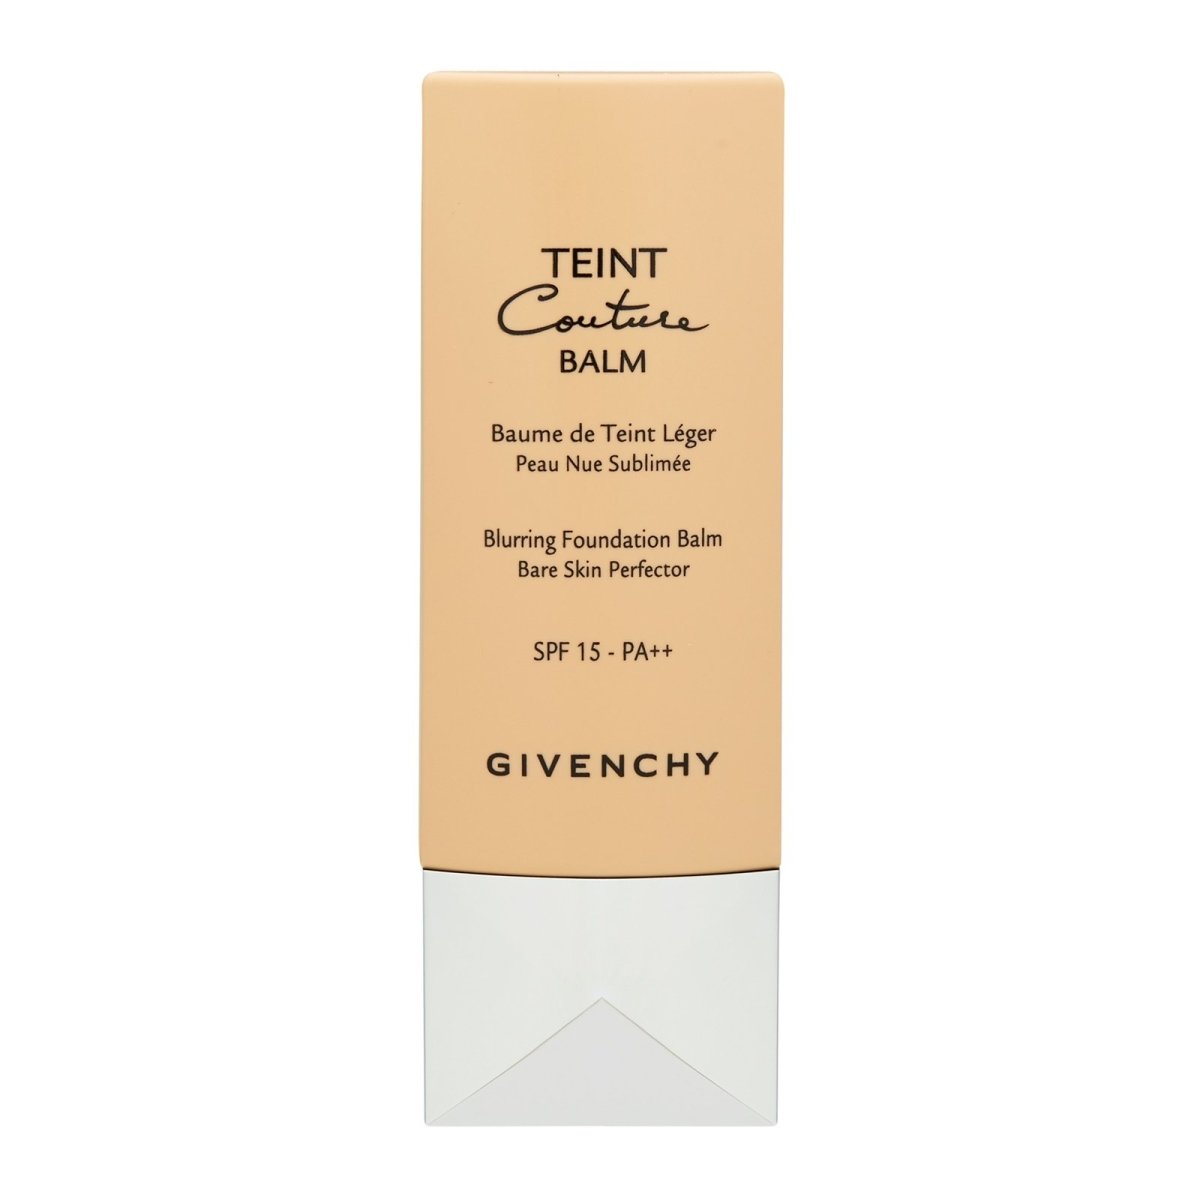 TEINT
Couture
BALM
Baume de Teint Léger
Peau Nue Sublimée
Blurring Foundation Balm
Bare Skin Perfector
SPF 15 - PA++
GIVENCHY